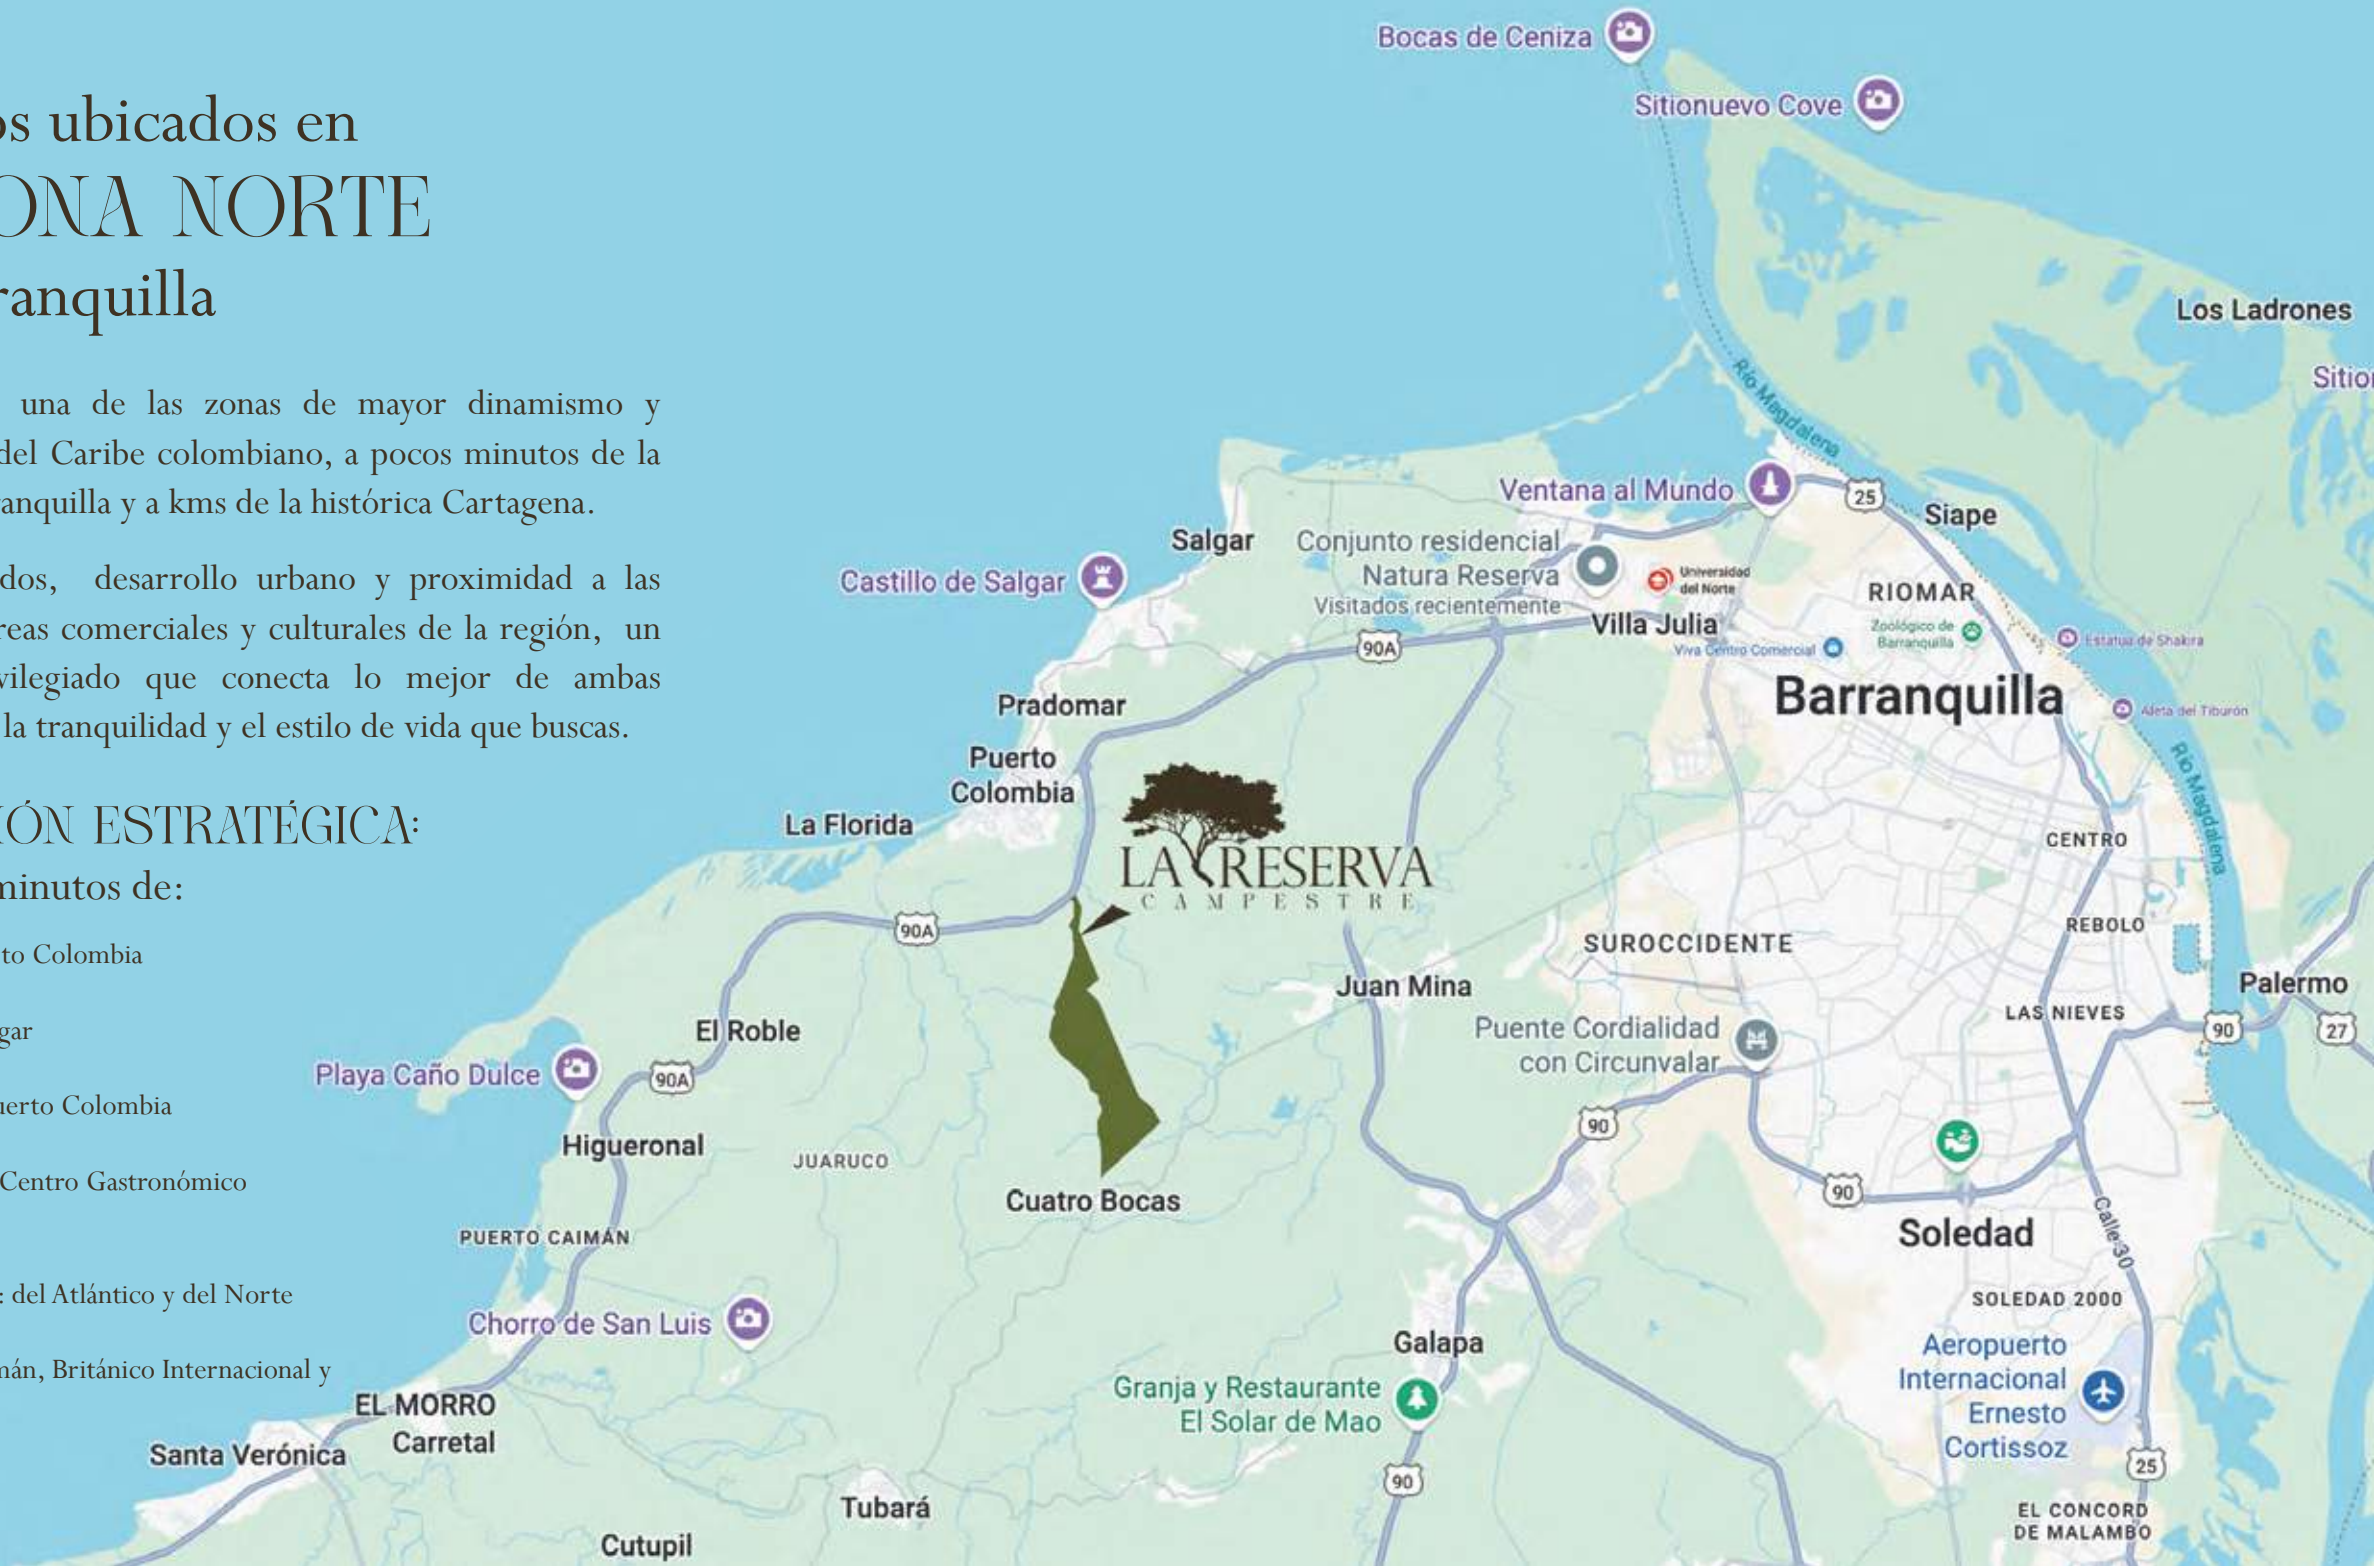 os ubicados en
ONA NORTE
ranquilla
una de las zonas de mayor dinamismo y
del Caribe colombiano, a pocos minutos de la
ranquilla y a kms de la histórica Cartagena.
dos, desarrollo urbano y proximidad a las
reas comerciales y culturales de la región, un
vilegiado que conecta lo mejor de ambas
la tranquilidad y el estilo de vida que buscas.
IÓN ESTRATÉGICA:
minutos de:
to Colombia
gar
uerto Colombia
Centro Gastronómico
: del Atlántico y del Norte
mán, Británico Internacional y
Bocas de Ceniza
Sitionuevo Cove
Los Ladrones
Sitio
Río Magdalena
Ventana al Mundo
25
Siape
Salgar
Conjunto residencial
Natura Reserva
Visitados recientemente
Universidad
del Norte
Castillo de Salgar
RIOMAR
Villa Julia
Zoológico de
Barranquilla
Estatua de Shakira
90A
Viva Centro Comercial
Barranquilla
Aleta del Tiburón
Pradomar
Puerto
Colombia
Río Magdalena
La Florida
LA RESERVA
CAMPESTRE
CENTRO
90A
REBOLO
SUROCCIDENTE
Juan Mina
Palermo
LAS NIEVES
90
27
El Roble
Puente Cordialidad
con Circunvalar
Playa Caño Dulce
90A
90
Higueronal
JUARUCO
Cuatro Bocas
90
Soledad
Calle 30
PUERTO CAIMÁN
SOLEDAD 2000
Chorro de San Luis
Galapa
Aeropuerto
Internacional
Ernesto
Cortissoz
Granja y Restaurante
El Solar de Mao
EL MORRO
Carretal
Santa Verónica
25
90
Tubará
EL CONCORD
DE MALAMBO
Cutupil